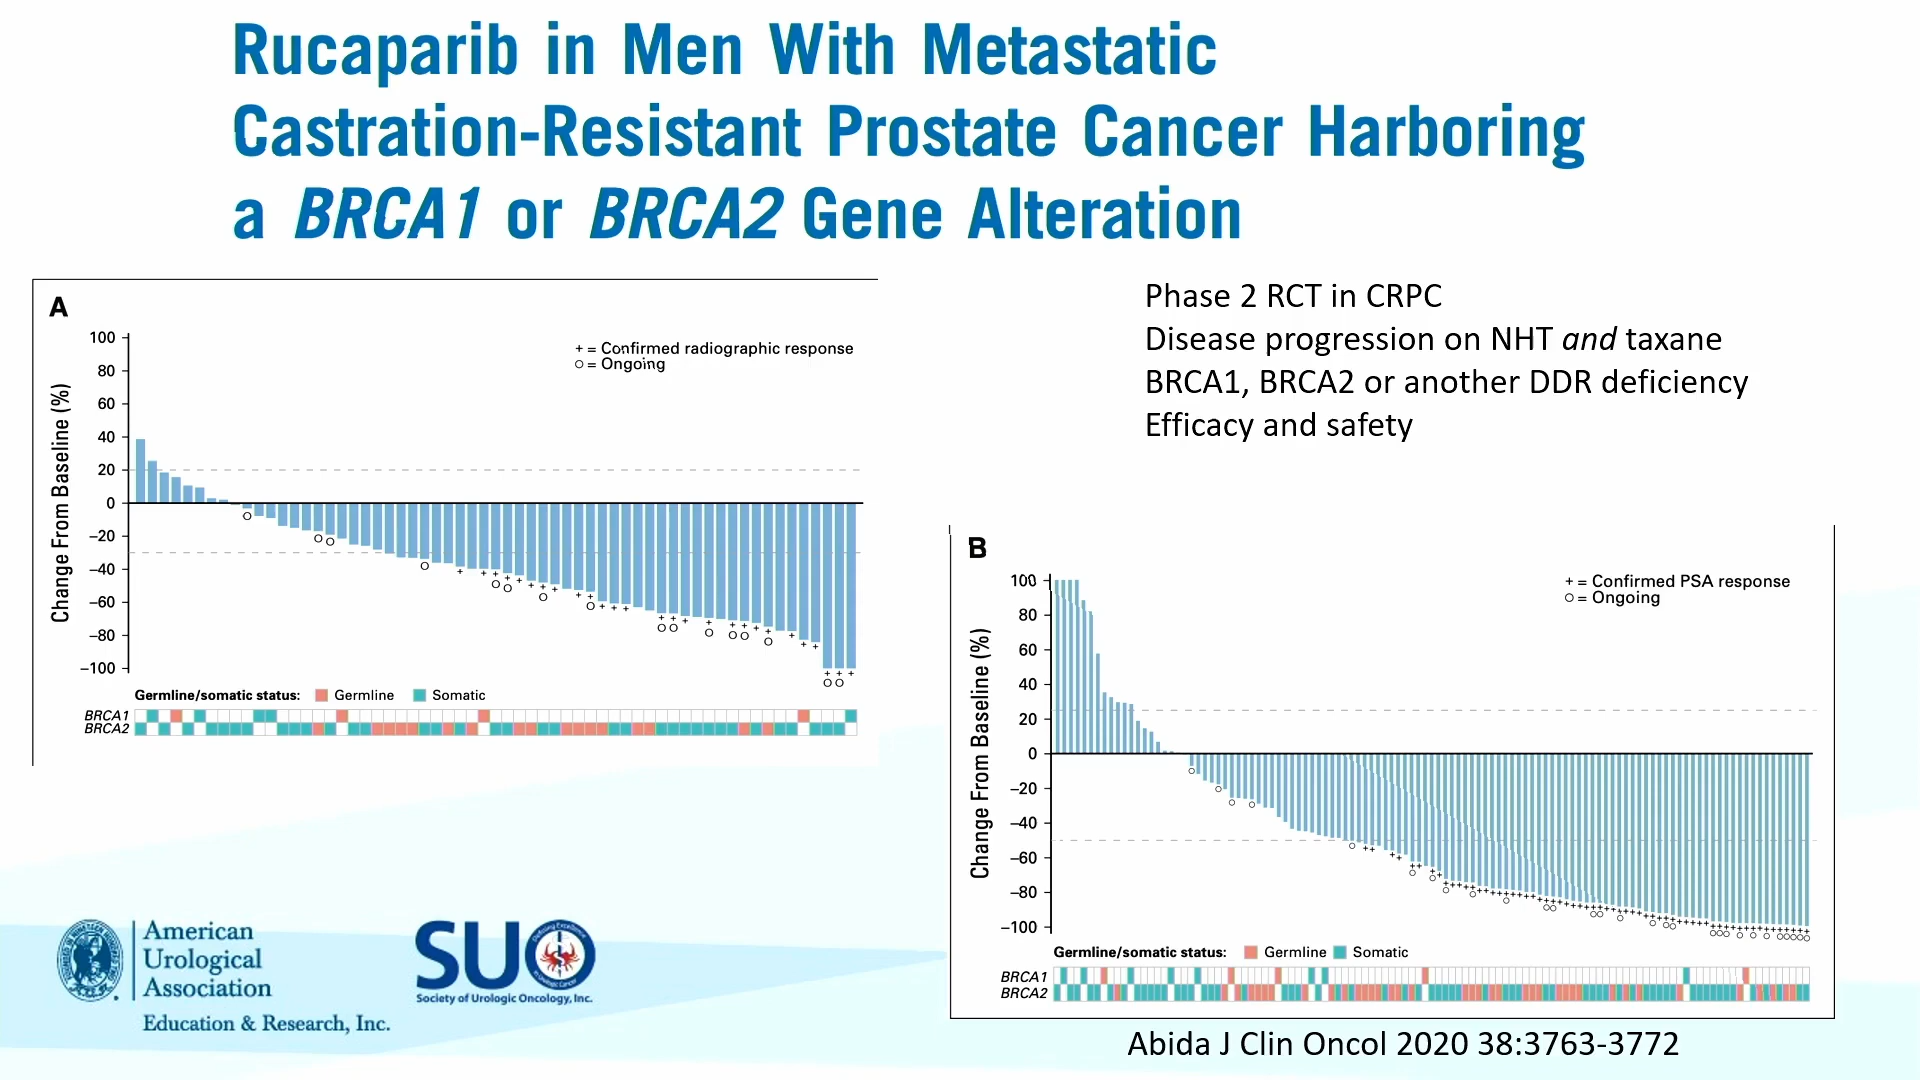 Rucaparib in Men With Metastatic
Castration-Resistant Prostate Cancer Harboring
a BRCA1 or BRCA2 Gene Alteration
A
+ = Confirmed radiographic response
O = Ongoing
Change From Baseline (%)
100
80
60
40
20
0
–20
–40
–60
–80
–100
Germline/somatic status: Germline Somatic
BRCA1
BRCA2
Phase 2 RCT in CRPC
Disease progression on NHT and taxane
BRCA1, BRCA2 or another DDR deficiency
Efficacy and safety
B
+ = Confirmed PSA response
O = Ongoing
Change From Baseline (%)
100
80
60
40
20
0
–20
–40
–60
–80
–100
Germline/somatic status: Germline Somatic
BRCA1
BRCA2
American
Urological
Association
Education & Research, Inc.
SUO
Society of Urologic Oncology, Inc.
Abida J Clin Oncol 2020 38:3763-3772